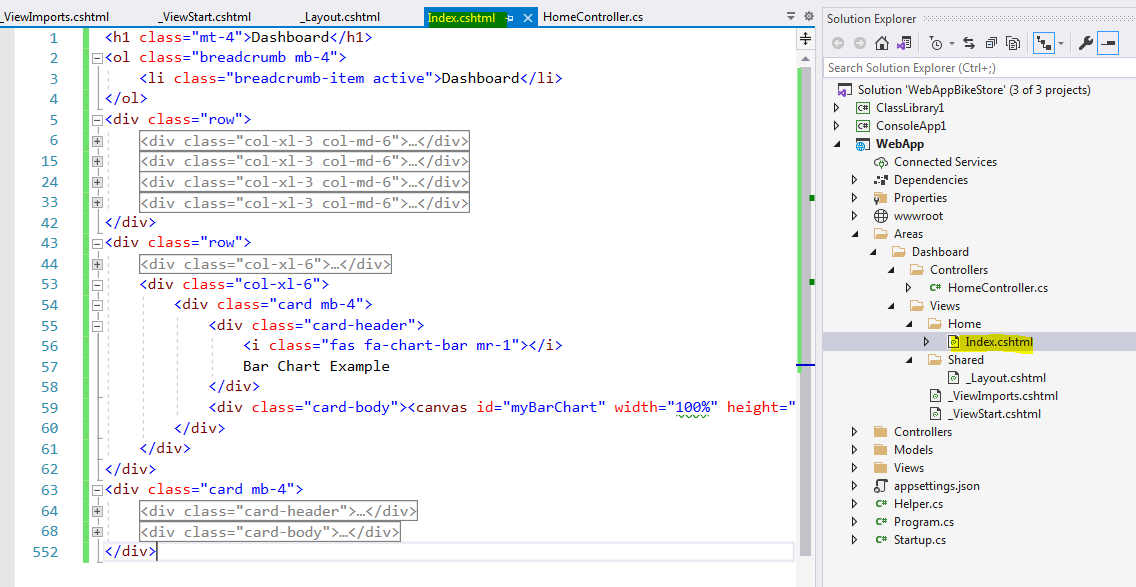 _ViewImports.cshtml _ViewStart.cshtml _Layout.cshtml Index.cshtml HomeController.cs
1 <h1 class="mt-4">Dashboard</h1>
2 <ol class="breadcrumb mb-4">
3 <li class="breadcrumb-item active">Dashboard</li>
4 </ol>
5 <div class="row">
6 <div class="col-xl-3 col-md-6">…</div>
15 <div class="col-xl-3 col-md-6">…</div>
24 <div class="col-xl-3 col-md-6">…</div>
33 <div class="col-xl-3 col-md-6">…</div>
42 </div>
43 <div class="row">
44 <div class="col-xl-6">…</div>
53 <div class="col-xl-6">
54 <div class="card mb-4">
55 <div class="card-header">
56 <i class="fas fa-chart-bar mr-1"></i>
57 Bar Chart Example
58 </div>
59 <div class="card-body"><canvas id="myBarChart" width="100%" height="
60 </div>
61 </div>
62 </div>
63 <div class="card mb-4">
64 <div class="card-header">…</div>
68 <div class="card-body">…</div>
552 </div>
Solution Explorer
Search Solution Explorer (Ctrl+;)
Solution 'WebAppBikeStore' (3 of 3 projects)
C# ClassLibrary1
C# ConsoleApp1
WebApp
Connected Services
Dependencies
Properties
wwwroot
Areas
Dashboard
Controllers
C# HomeController.cs
Views
Home
Index.cshtml
Shared
_Layout.cshtml
_ViewImports.cshtml
_ViewStart.cshtml
Controllers
Models
Views
appsettings.json
C# Helper.cs
C# Program.cs
C# Startup.cs